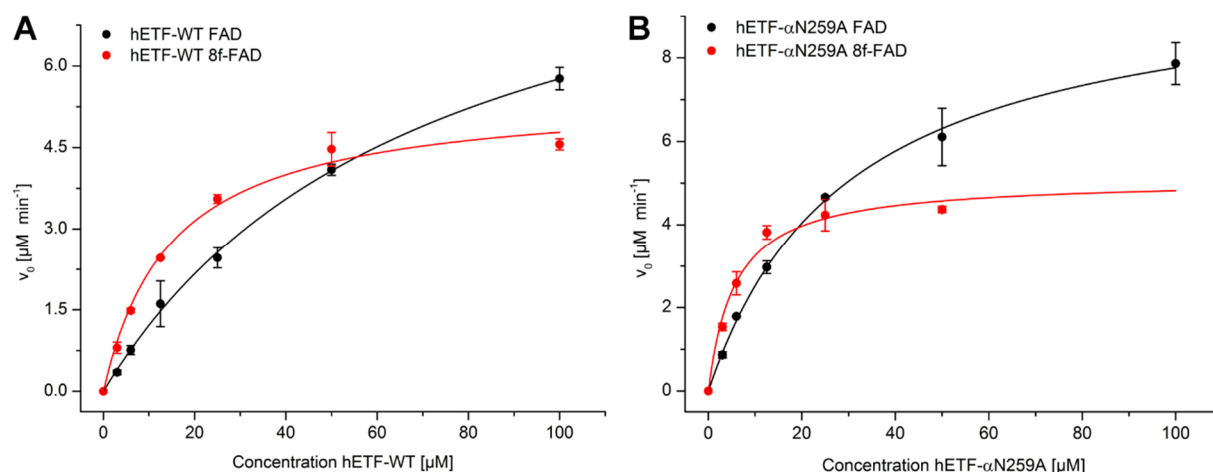 A
hETF-WT FAD
hETF-WT 8f-FAD
v₀ [µM min⁻¹]
6.0
4.5
3.0
1.5
0.0
0 20 40 60 80 100
Concentration hETF-WT [µM]
B
hETF-αN259A FAD
hETF-αN259A 8f-FAD
v₀ [µM min⁻¹]
8
6
4
2
0
0 20 40 60 80 100
Concentration hETF-αN259A [µM]